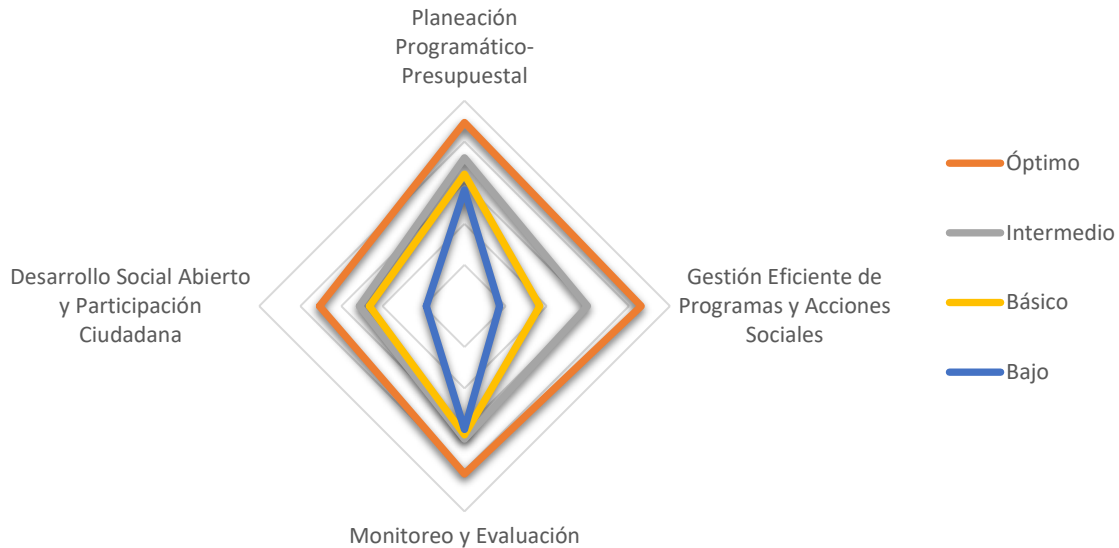 Planeación
Programático-
Presupuestal
Óptimo
Intermedio
Desarrollo Social Abierto
y Participación
Ciudadana
Gestión Eficiente de
Programas y Acciones
Sociales
Básico
Bajo
Monitoreo y Evaluación